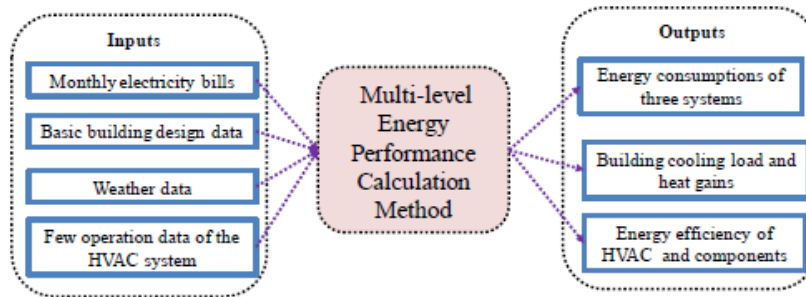 Inputs
Monthly electricity bills
Basic building design data
Weather data
Few operation data of the
HVAC system
Multi-level
Energy
Performance
Calculation
Method
Outputs
Energy consumptions of
three systems
Building cooling load and
heat gains
Energy efficiency of
HVAC and components